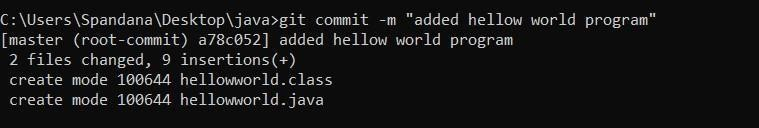 C:\Users\Spandana\Desktop\java>git commit -m "added hellow world program"
[master (root-commit) a78c052] added hellow world program
 2 files changed, 9 insertions(+)
 create mode 100644 hellowworld.class
 create mode 100644 hellowworld.java